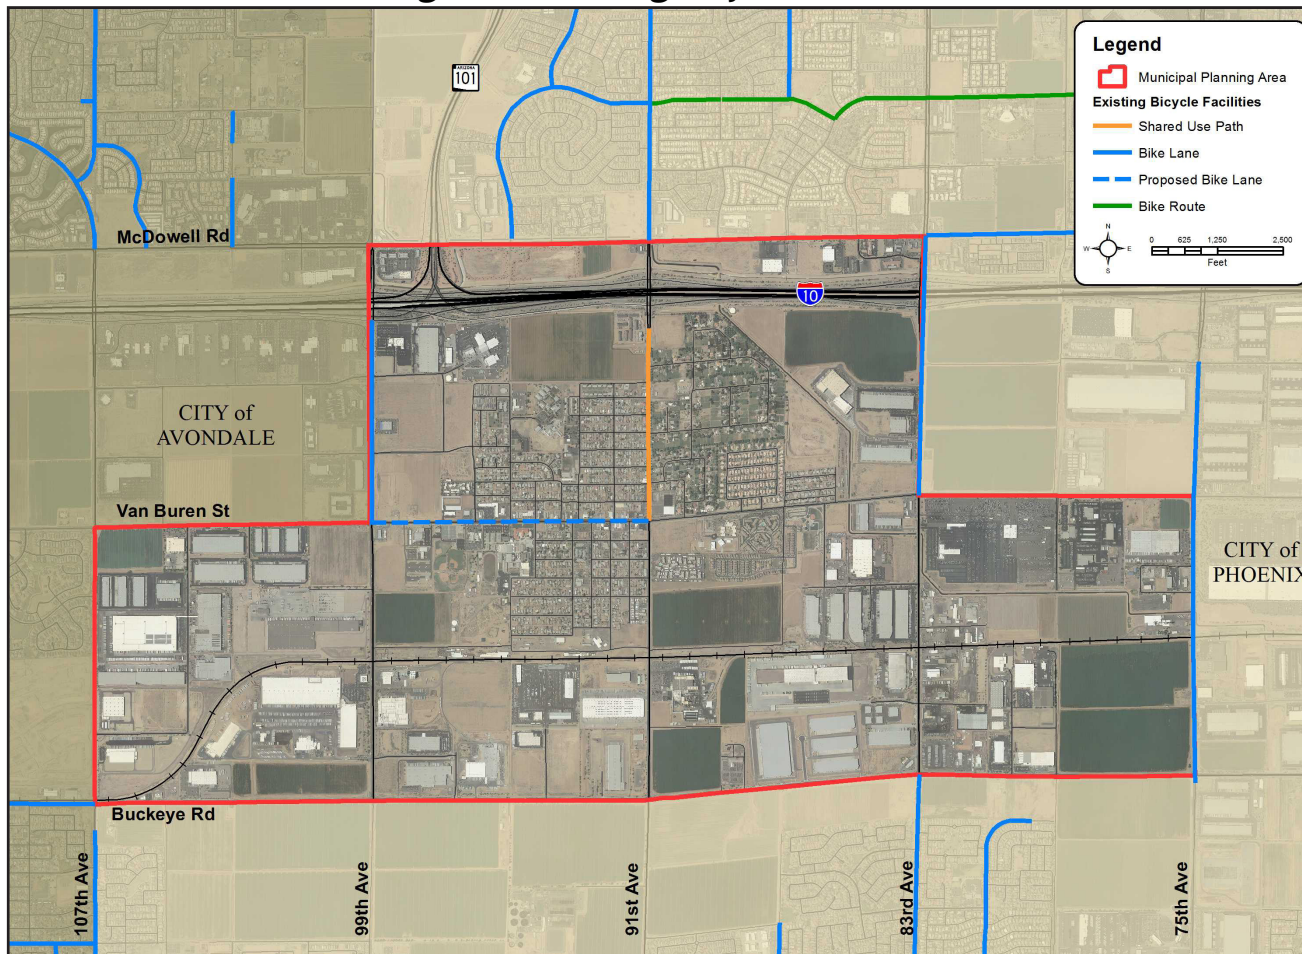 ARIZONA
101
Legend
Municipal Planning Area
Existing Bicycle Facilities
Shared Use Path
Bike Lane
Proposed Bike Lane
Bike Route
N
W
E
S
0 625 1,250 2,500
Feet
McDowell Rd
10
CITY of
AVONDALE
Van Buren St
CITY of
PHOENIX
Buckeye Rd
107th Ave
99th Ave
91st Ave
83rd Ave
75th Ave